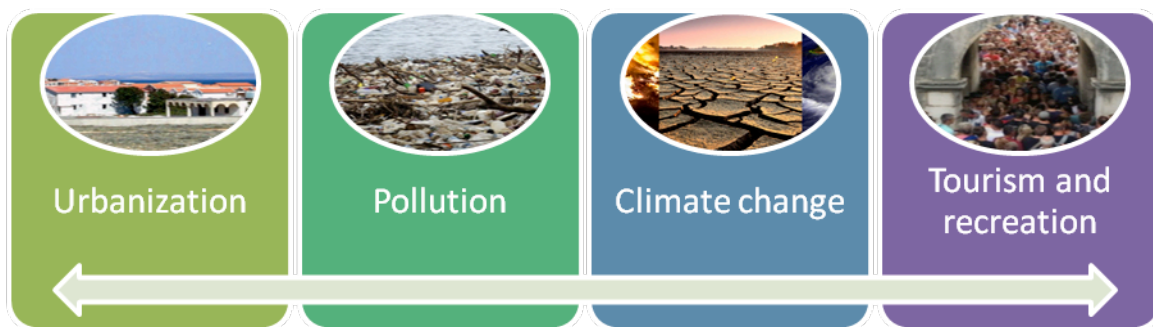 Urbanization
Pollution
Climate change
Tourism and
recreation